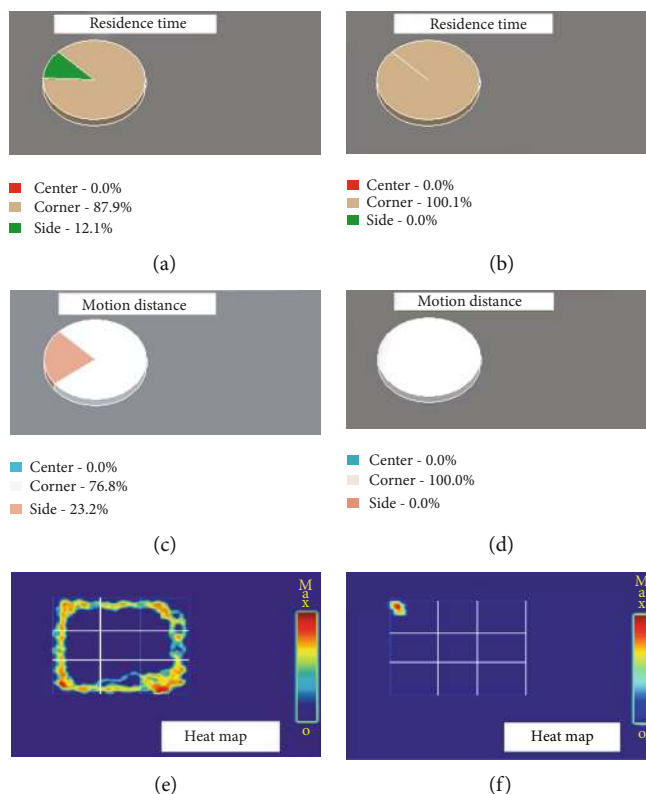 Residence time
Center - 0.0%
Corner - 87.9%
Side - 12.1%
(a)
Residence time
Center - 0.0%
Corner - 100.1%
Side - 0.0%
(b)
Motion distance
Center - 0.0%
Corner - 76.8%
Side - 23.2%
(c)
Motion distance
Center - 0.0%
Corner - 100.0%
Side - 0.0%
(d)
Max
0
Heat map
(e)
Max
0
Heat map
(f)